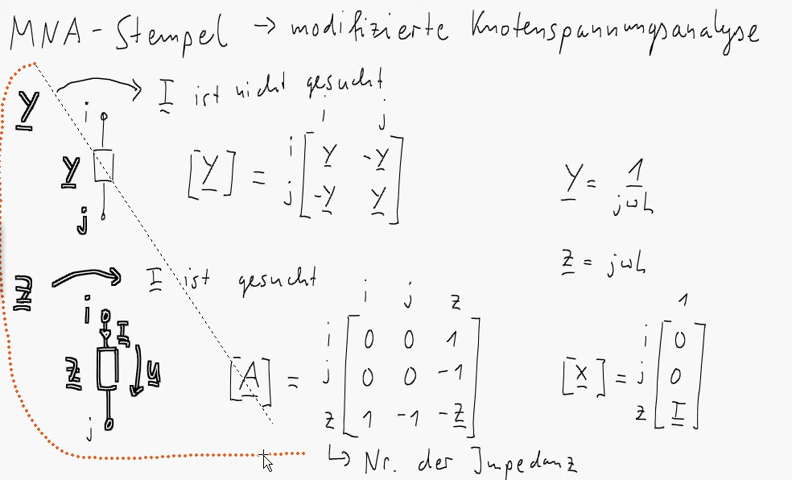 MNA-Stempel → modifizierte Knotenspannungsanalyse
Y → I ist nicht gesucht
i
Y
j
i j
[Y] = i [ Y -Y
j -Y Y ]
Y = 1/jωL
Z = jωL
Z → I ist gesucht
i
I
Z u
j
i j z
[A] = i [ 0 0 1
j 0 0 -1
z 1 -1 -Z ]
1
[x] = i [ 0
j 0
z I ]
↳ Nr. der Impedanz